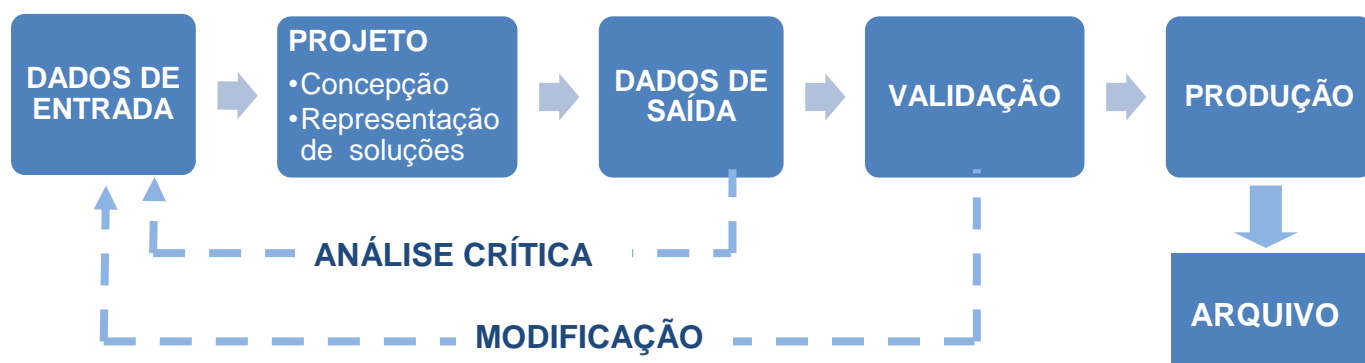 DADOS DE
ENTRADA
PROJETO
•Concepção
•Representação
de soluções
DADOS DE
SAÍDA
VALIDAÇÃO
PRODUÇÃO
ANÁLISE CRÍTICA
MODIFICAÇÃO
ARQUIVO